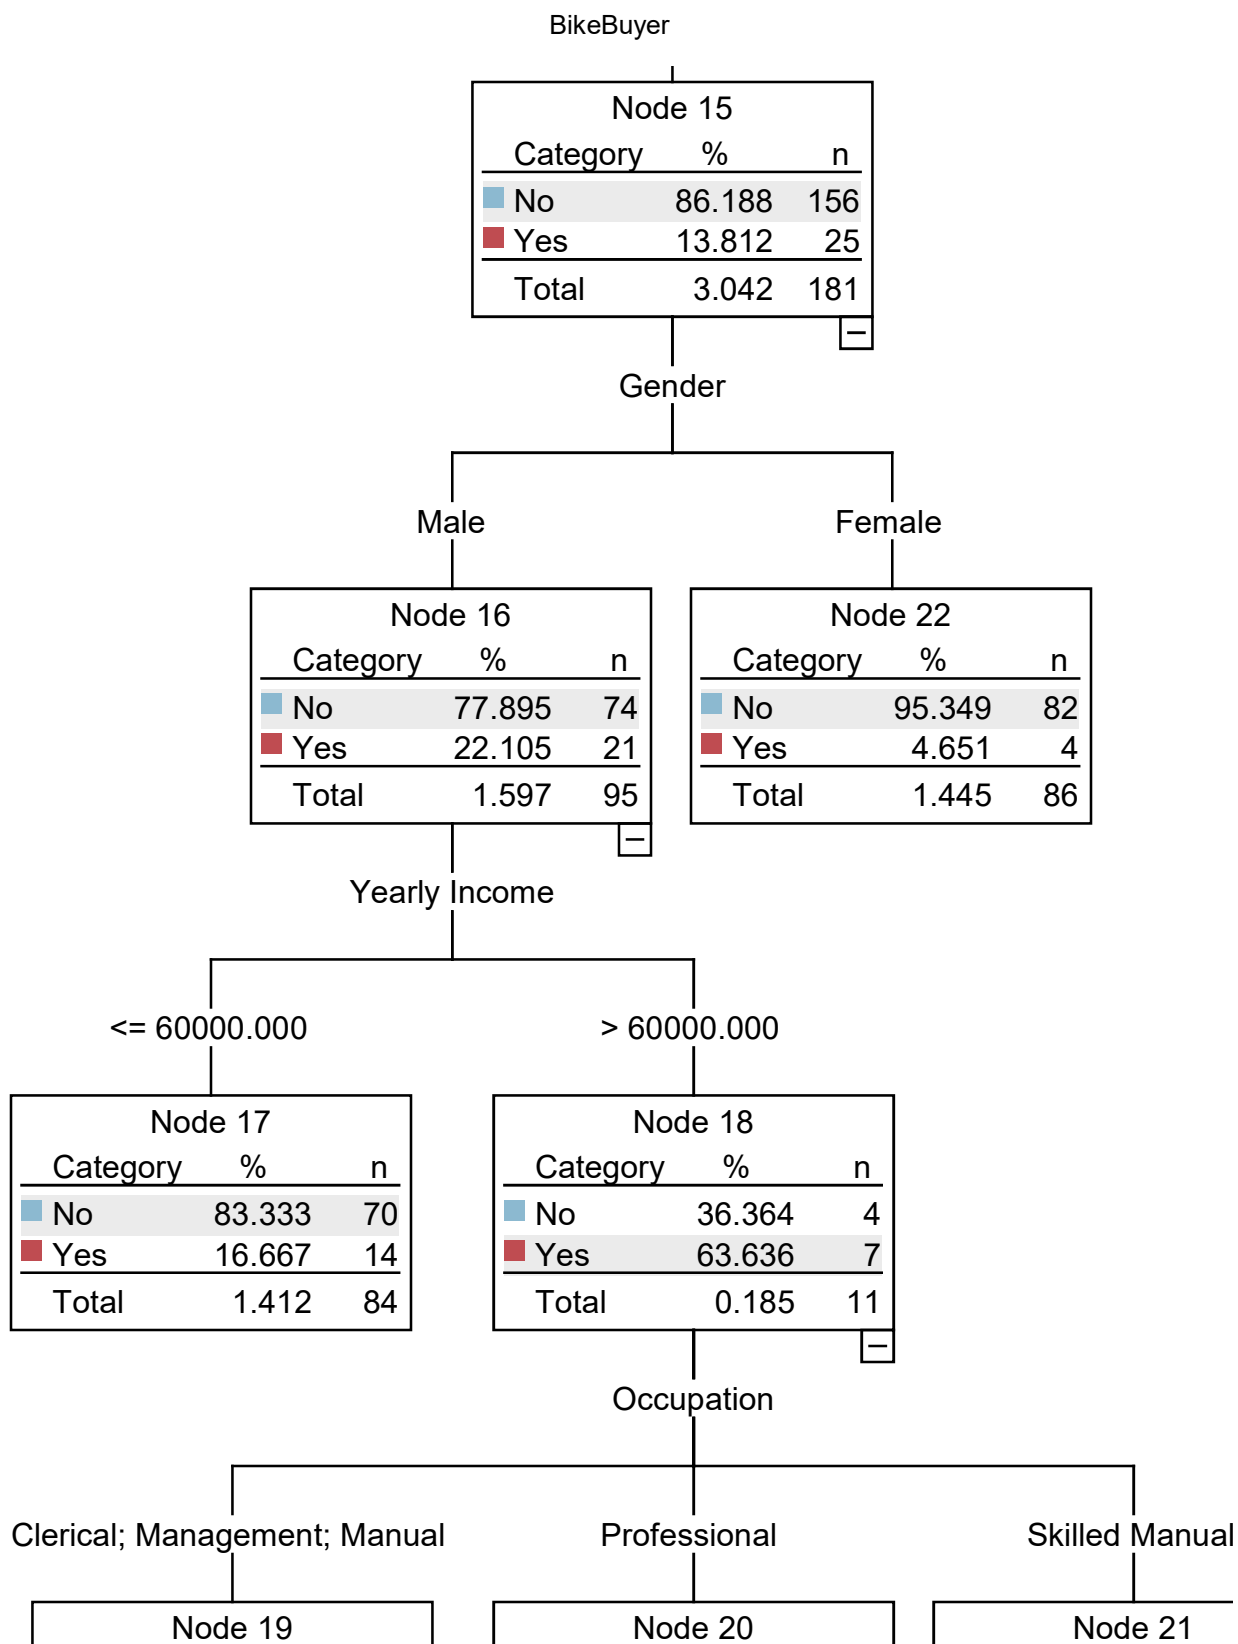 BikeBuyer
Node 15
Category % n
No 86.188 156
Yes 13.812 25
Total 3.042 181
Gender
Male Female
Node 16
Category % n
No 77.895 74
Yes 22.105 21
Total 1.597 95
Node 22
Category % n
No 95.349 82
Yes 4.651 4
Total 1.445 86
Yearly Income
<= 60000.000 > 60000.000
Node 17
Category % n
No 83.333 70
Yes 16.667 14
Total 1.412 84
Node 18
Category % n
No 36.364 4
Yes 63.636 7
Total 0.185 11
Occupation
Clerical; Management; Manual Professional Skilled Manual
Node 19 Node 20 Node 21